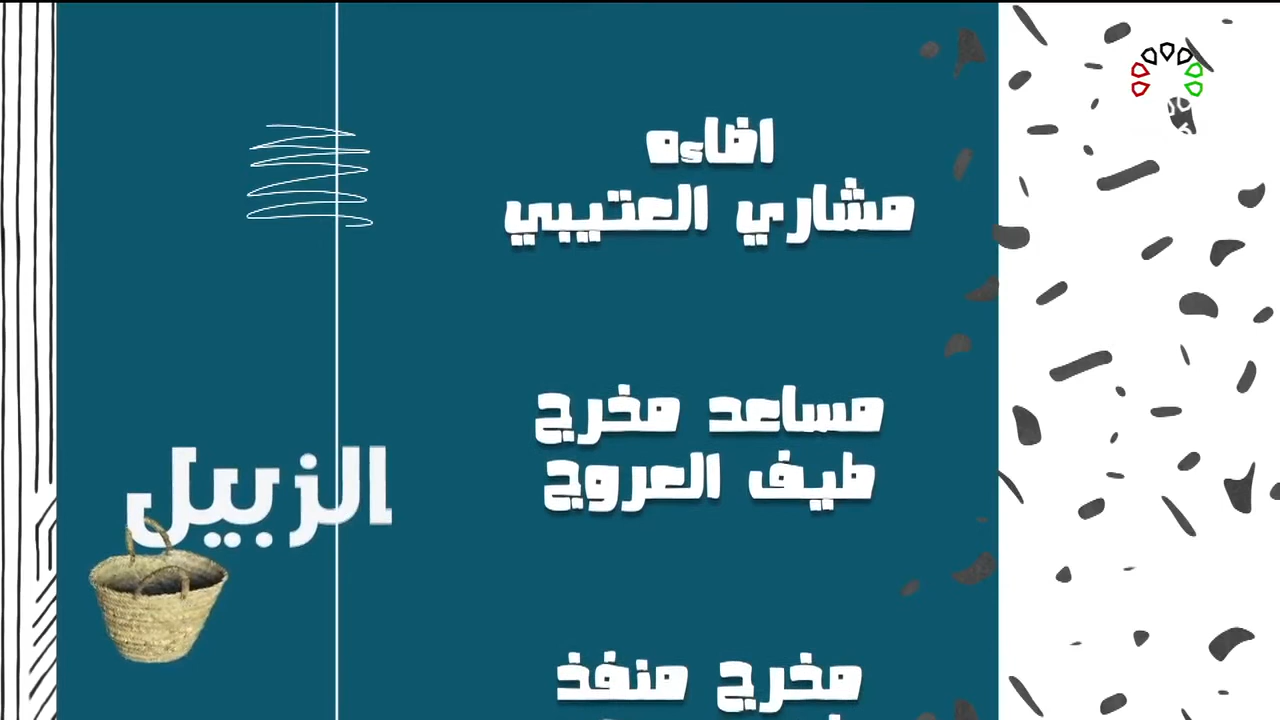 اضاءه
مشاري العتيبي
مساعد مخرج
طيف العروج
مخرج منفذ
الزبيل